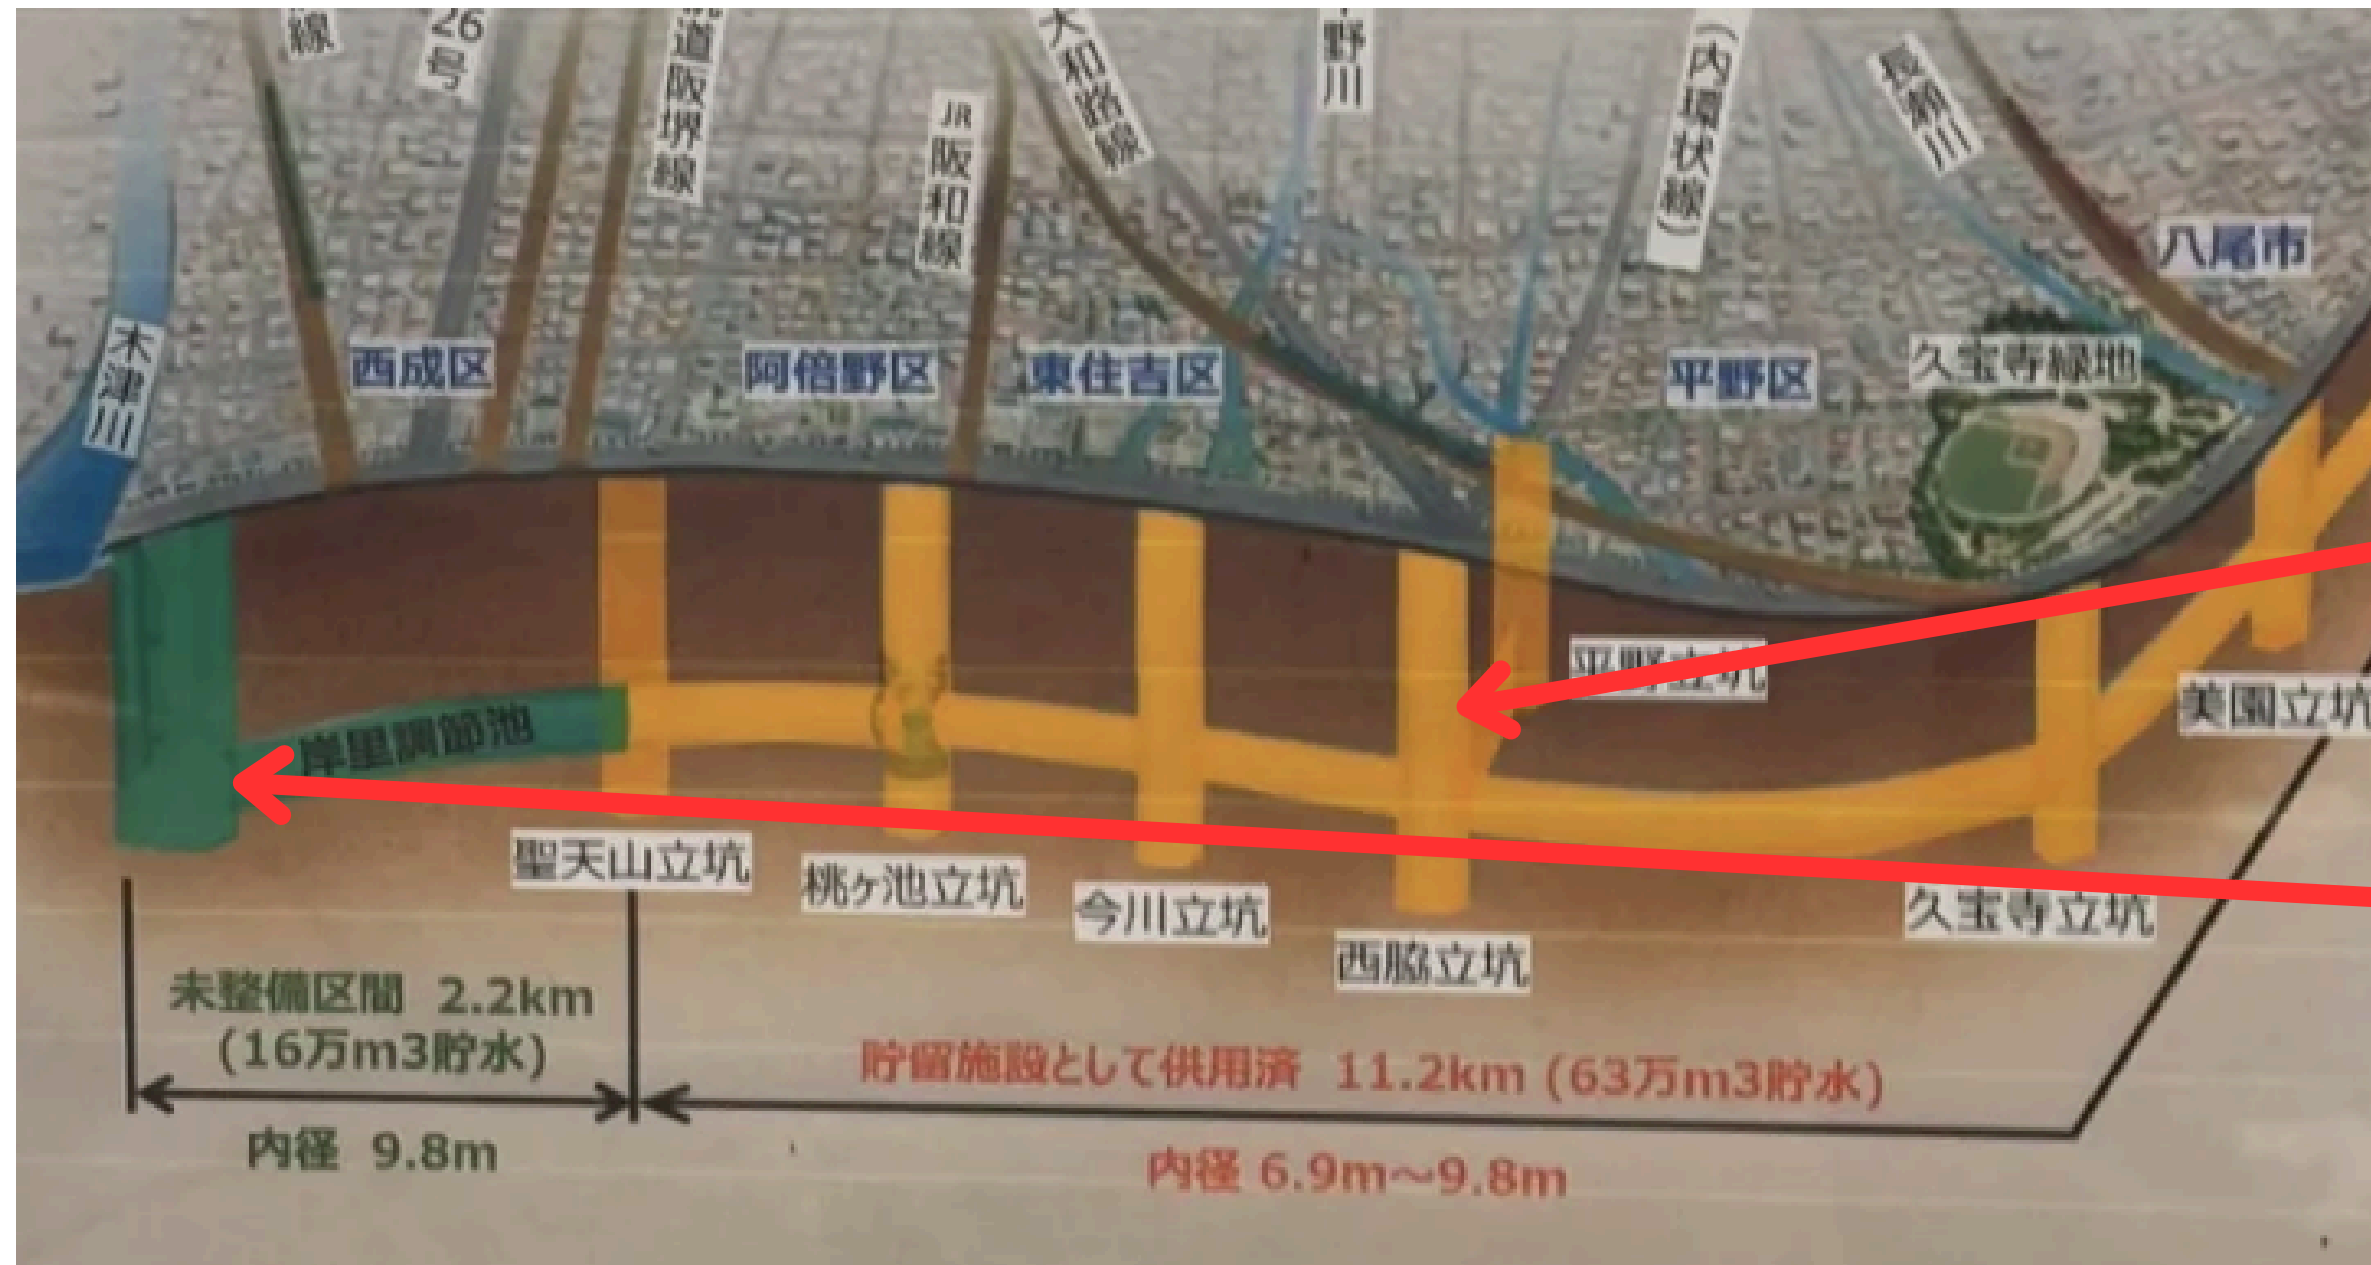 線
26号
道阪堺線
JR阪和線
大和路線
野川
(内環状線)
長瀬川
八尾市
木津川
西成区
阿倍野区
東住吉区
平野区
久宝寺緑地
平野立坑
美園立坑
岸里調節池
聖天山立坑
桃ヶ池立坑
今川立坑
西脇立坑
久宝寺立坑
未整備区間 2.2km
(16万m3貯水)
貯留施設として供用済 11.2km (63万m3貯水)
内径 9.8m
内径 6.9m～9.8m